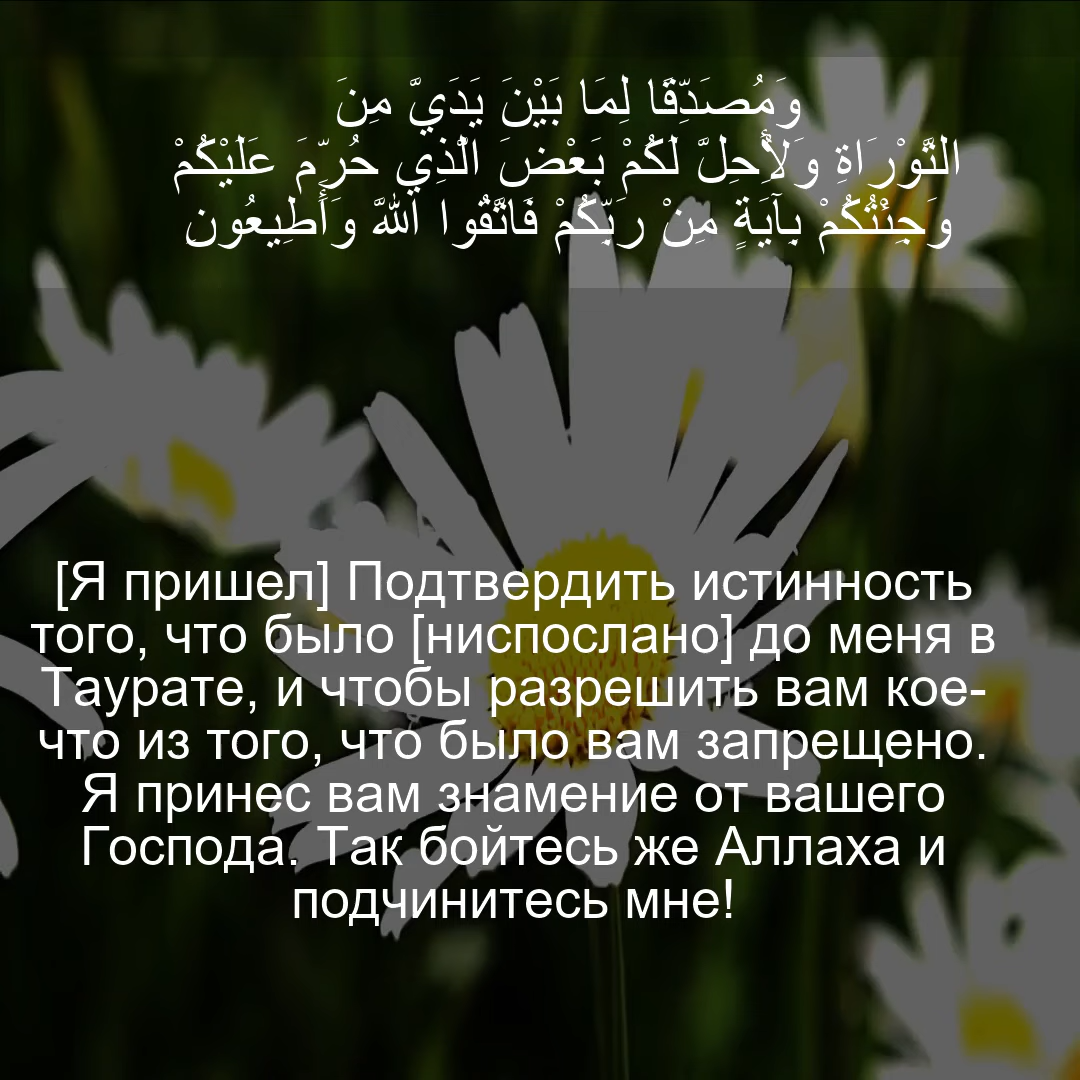 وَمُصَدِّقًا لِمَا بَيْنَ يَدَيَّ مِنَ
التَّوْرَاةِ وَلِأُحِلَّ لَكُمْ بَعْضَ الَّذِي حُرِّمَ عَلَيْكُمْ
وَجِئْتُكُمْ بِآيَةٍ مِنْ رَبِّكُمْ فَاتَّقُوا اللَّهَ وَأَطِيعُونِ
[Я пришел] Подтвердить истинность
того, что было [ниспослано] до меня в
Таурате, и чтобы разрешить вам кое-
что из того, что было вам запрещено.
Я принес вам знамение от вашего
Господа. Так бойтесь же Аллаха и
подчинитесь мне!